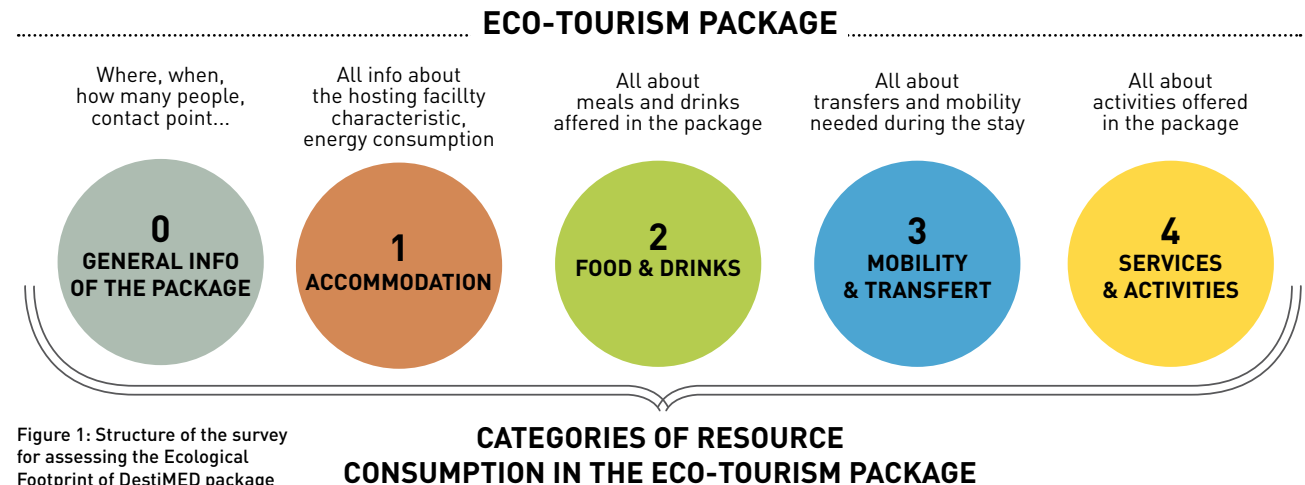 ECO-TOURISM PACKAGE
Where, when,
how many people,
contact point...
All info about
the hosting facillty
characteristic,
energy consumption
All about
meals and drinks
affered in the package
All about
transfers and mobility
needed during the stay
All about
activities offered
in the package
0
GENERAL INFO
OF THE PACKAGE
1
ACCOMMODATION
2
FOOD & DRINKS
3
MOBILITY
& TRANSFERT
4
SERVICES
& ACTIVITIES
Figure 1: Structure of the survey
for assessing the Ecological
Footprint of DestiMED package
CATEGORIES OF RESOURCE
CONSUMPTION IN THE ECO-TOURISM PACKAGE